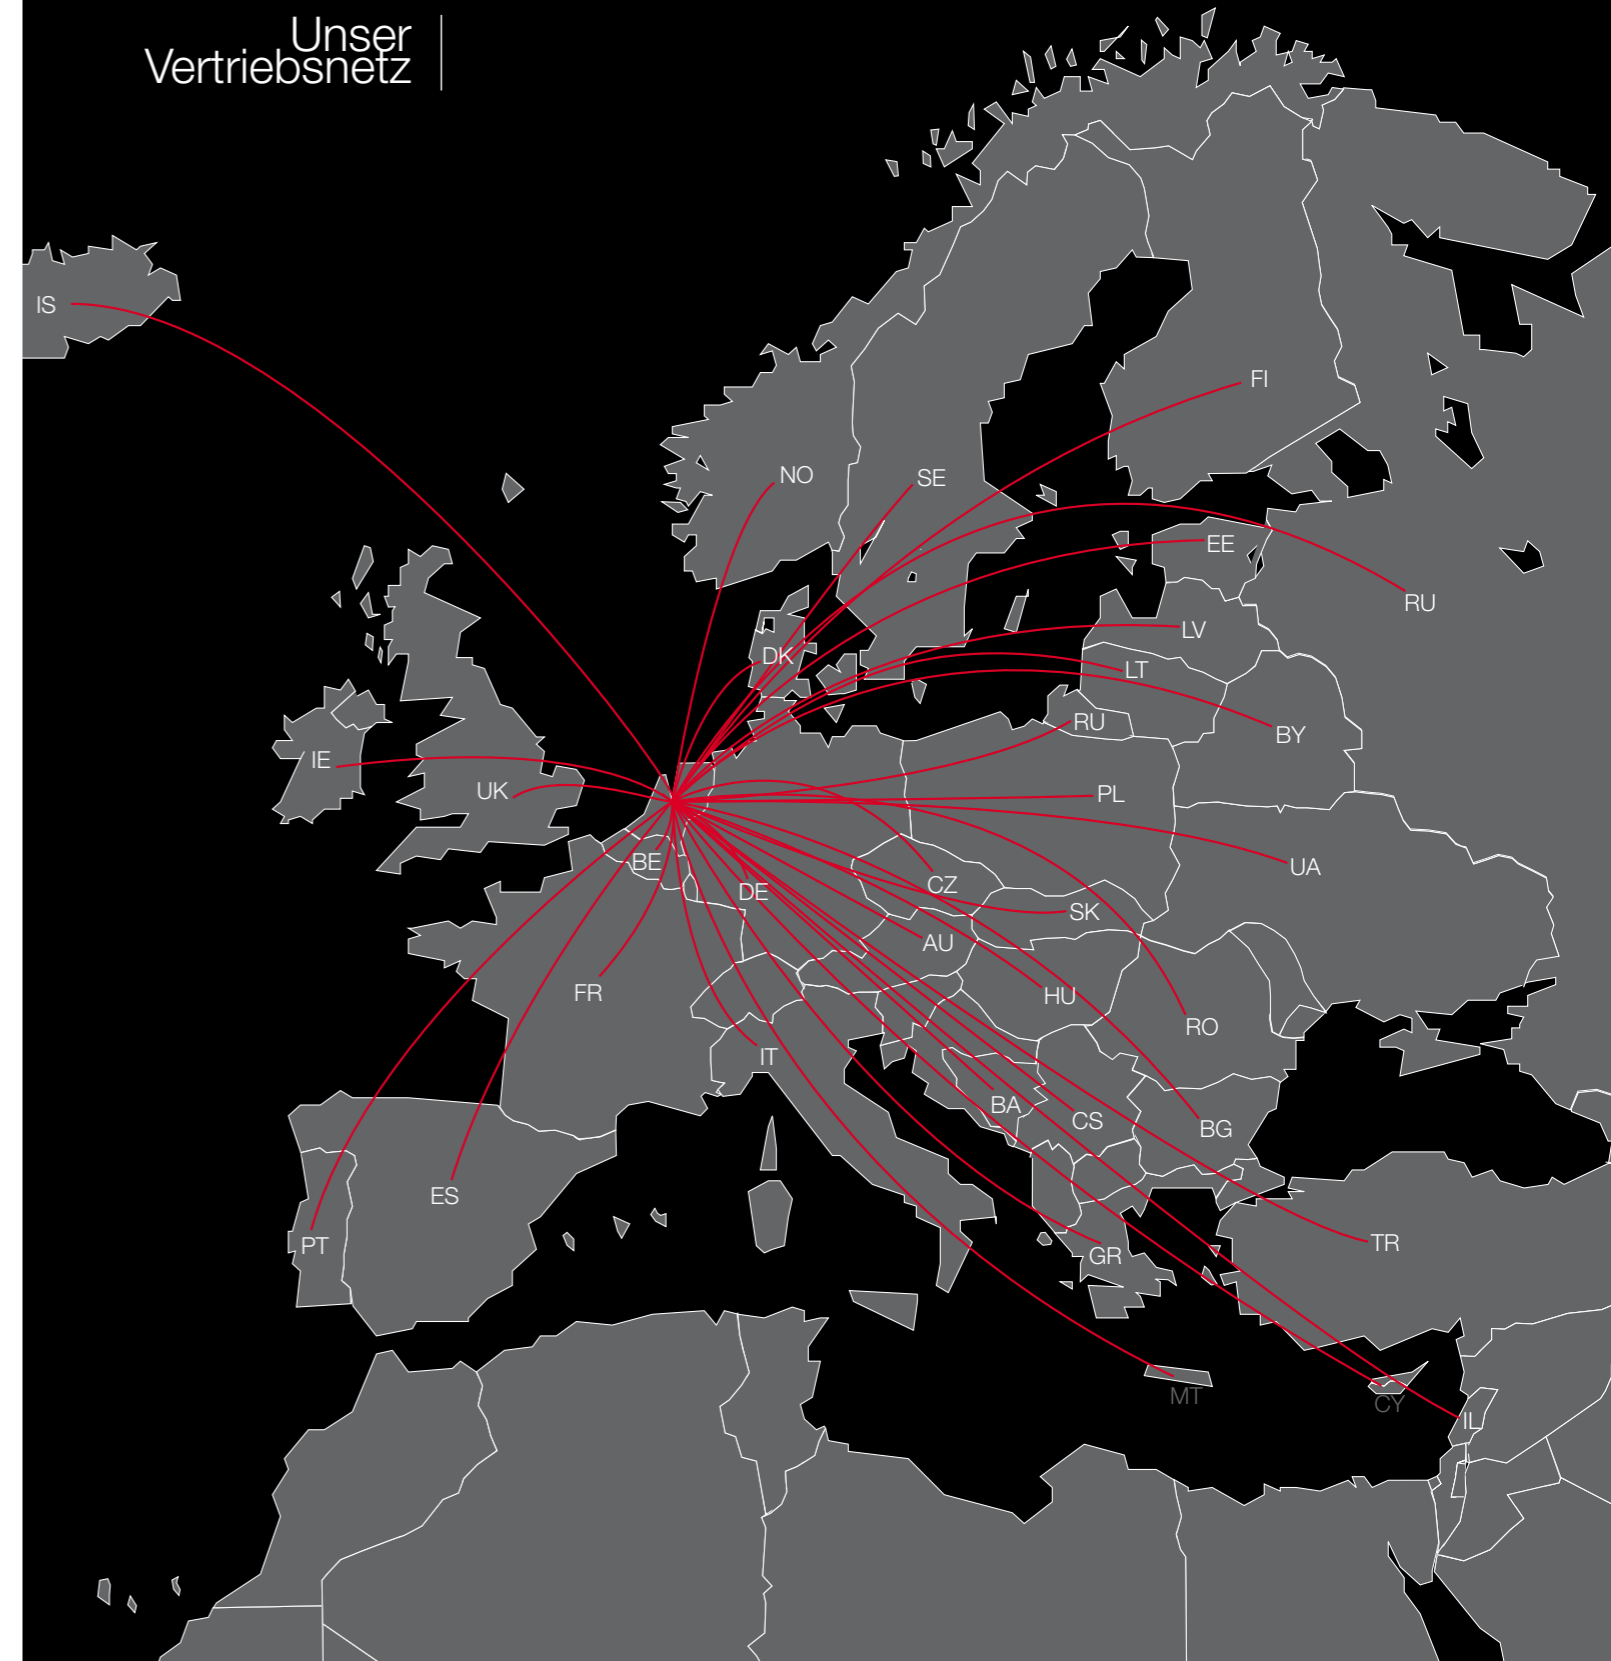 Unser
Vertriebsnetz
IS
FI
NO
SE
EE
RU
LV
DK
LT
RU
BY
IE
UK
PL
BE
UA
DE
CZ
SK
AU
FR
HU
RO
IT
BA
CS
BG
ES
PT
GR
TR
MT
CY
IL